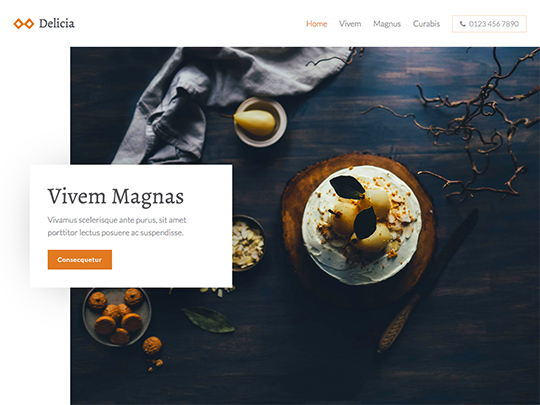 Delicia
Home Vivem Magnus Curabis 0123 456 7890
Vivem Magnas
Vivamus scelerisque ante purus, sit amet
porttitor lectus posuere ac suspendisse.
Consecquetur